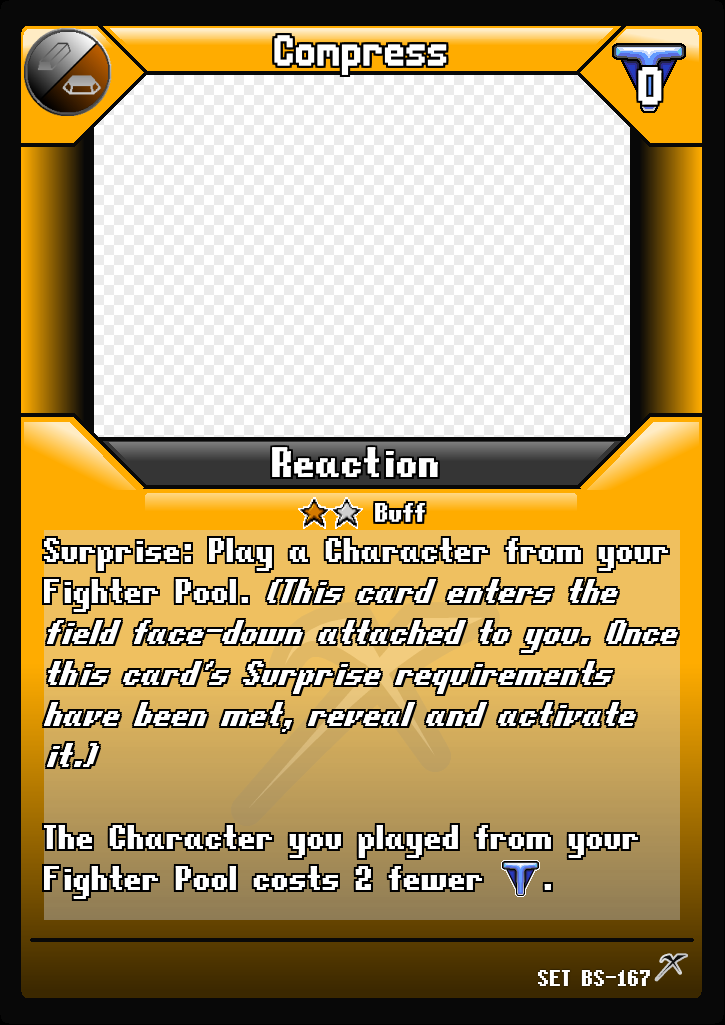 Compress
0
Reaction
Buff
Surprise: Play a Character from your
Fighter Pool. (This card enters the
field face-down attached to you. Once
this card's Surprise requirements
have been met, reveal and activate
it.)
The Character you played from your
Fighter Pool costs 2 fewer T.
SET BS-167